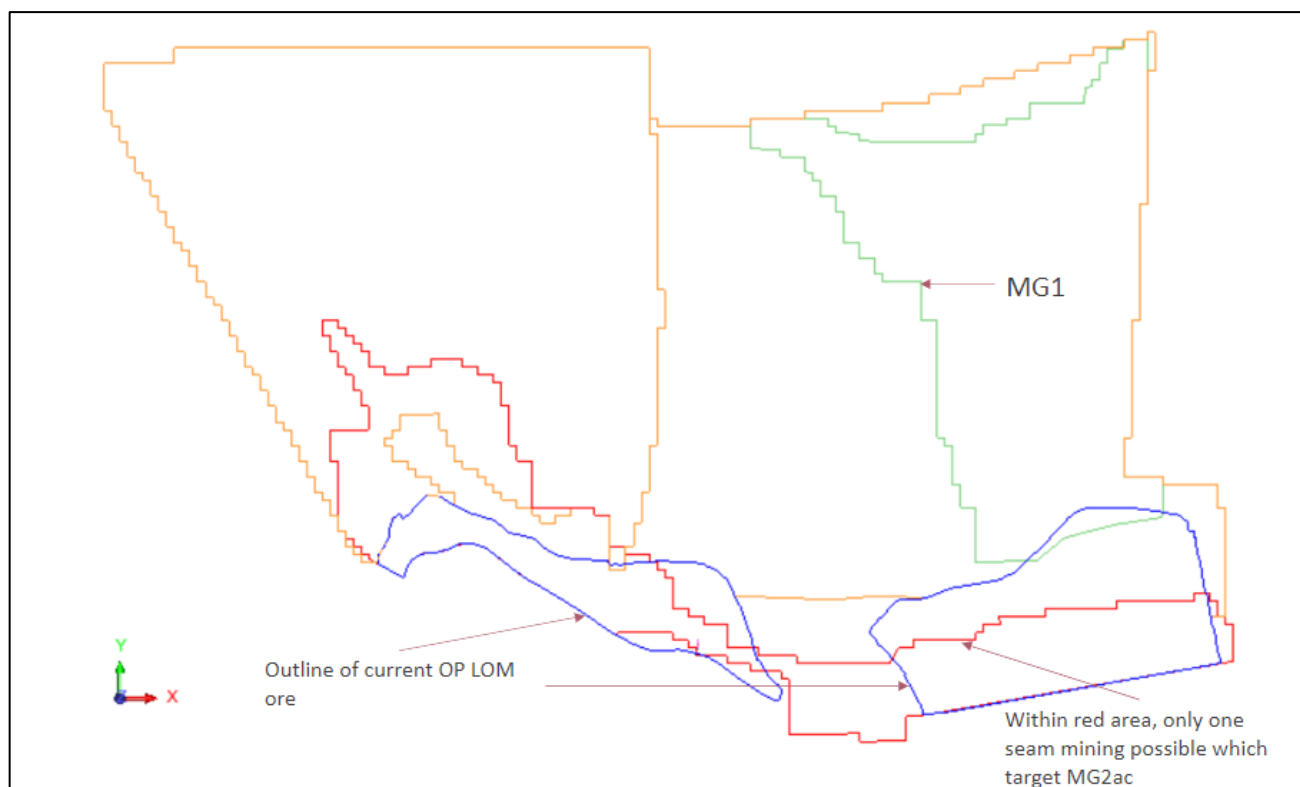 MG1
Y
X
Outline of current OP LOM
ore
Within red area, only one
seam mining possible which
target MG2ac